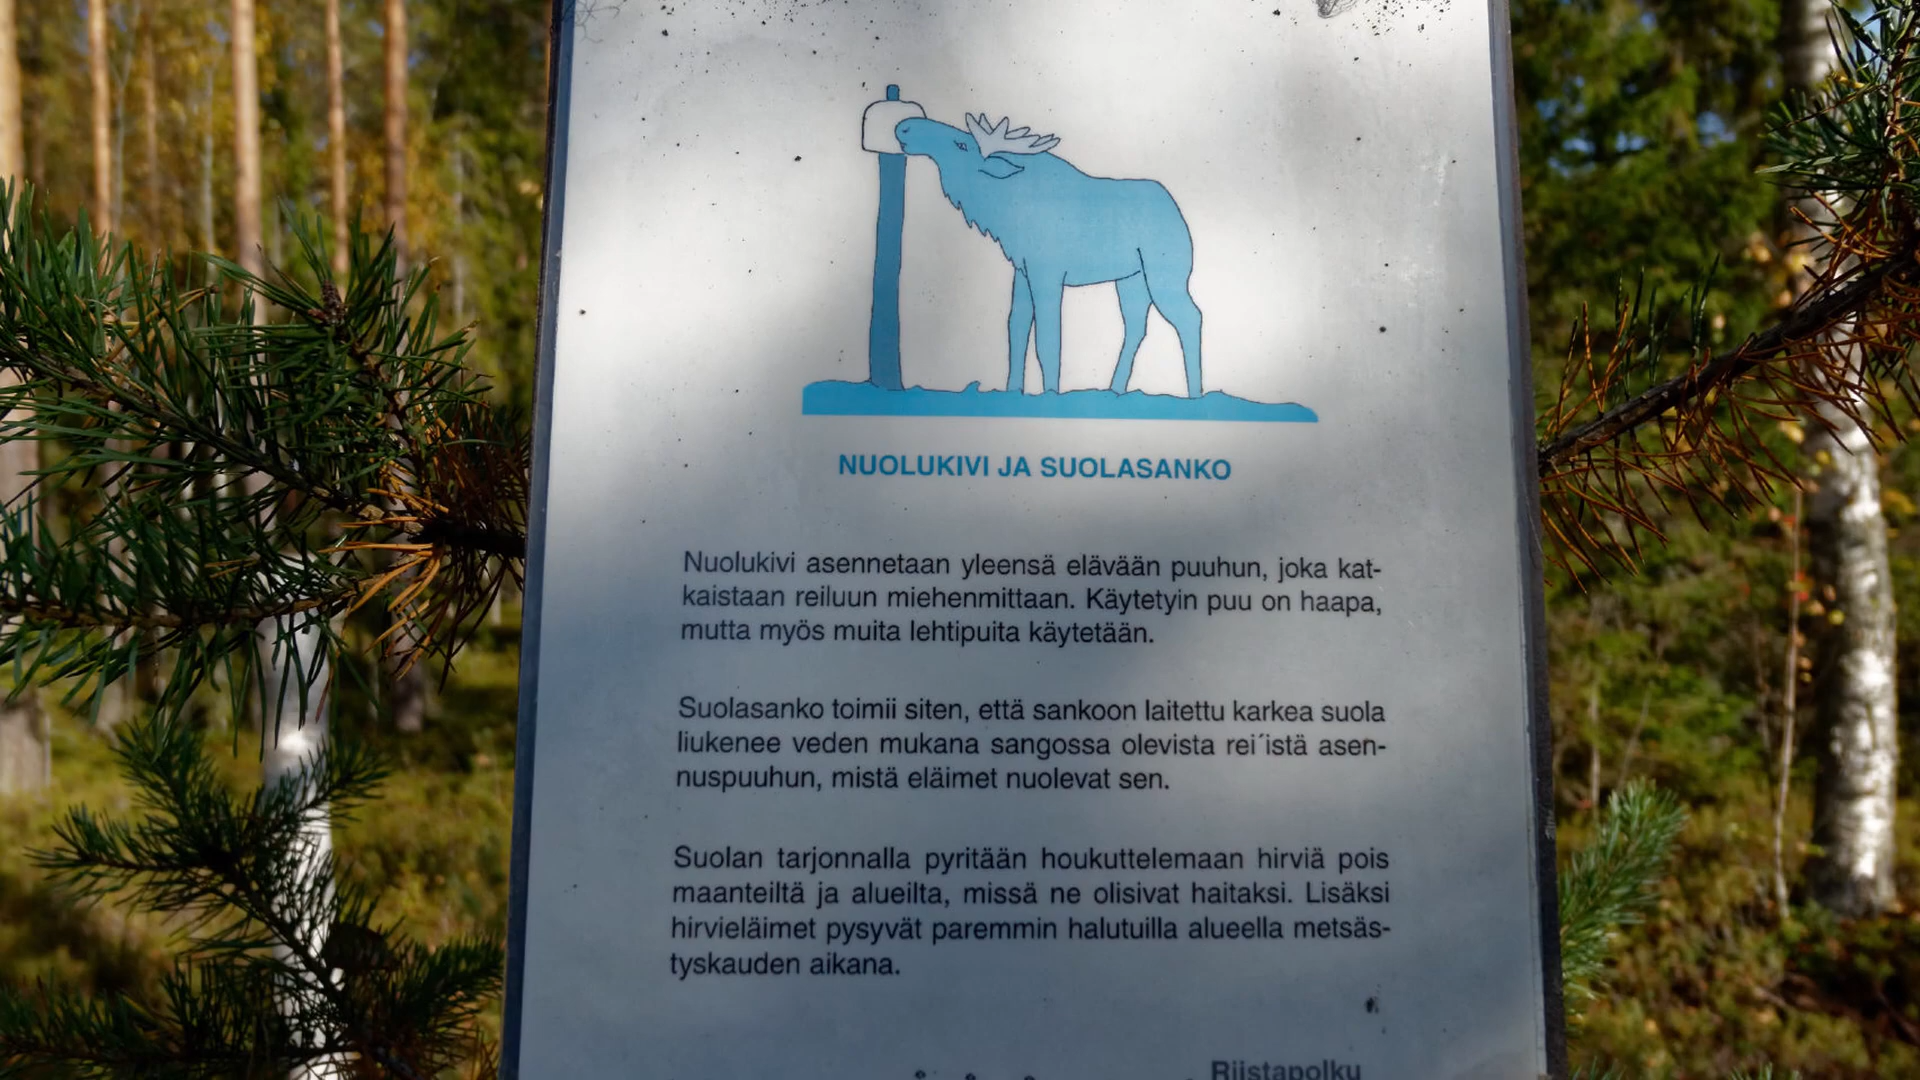 NUOLUKIVI JA SUOLASANKO
Nuolukivi asennetaan yleensä elävään puuhun, joka kat-
kaistaan reiluun miehenmittaan. Käytetyin puu on haapa,
mutta myös muita lehtipuita käytetään.
Suolasanko toimii siten, että sankoon laitettu karkea suola
liukenee veden mukana sangossa olevista rei´istä asen-
nuspuuhun, mistä eläimet nuolevat sen.
Suolan tarjonnalla pyritään houkuttelemaan hirviä pois
maanteiltä ja alueilta, missä ne olisivat haitaksi. Lisäksi
hirvieläimet pysyvät paremmin halutuilla alueella metsäs-
tyskauden aikana.
Riistapolku